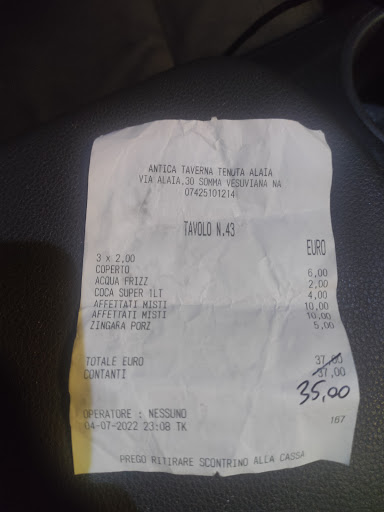 ANTICA TAVERNA TENUTA ALAIA
VIA ALAIA,30 SOMMA VESUVIANA NA
07425101214
TAVOLO N.43
EURO
3 x 2,00
COPERTO 6,00
ACQUA FRIZZ 2,00
COCA SUPER 1LT 4,00
AFFETTATI MISTI 10,00
AFFETTATI MISTI 10,00
ZINGARA PORZ 5,00
TOTALE EURO 37,00
CONTANTI 37,00
35,00
OPERATORE : NESSUNO
04-07-2022 23:08 TK 167
PREGO RITIRARE SCONTRINO ALLA CASSA